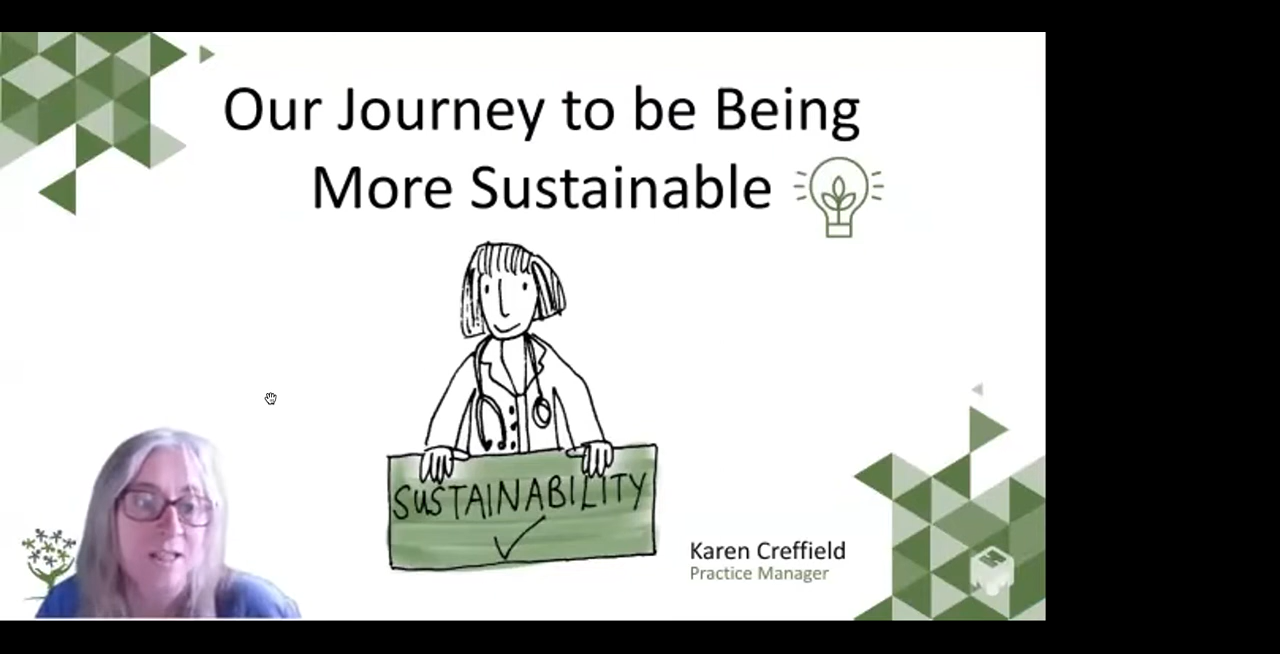 Our Journey to be Being
More Sustainable
SUSTAINABILITY
Karen Creffield
Practice Manager